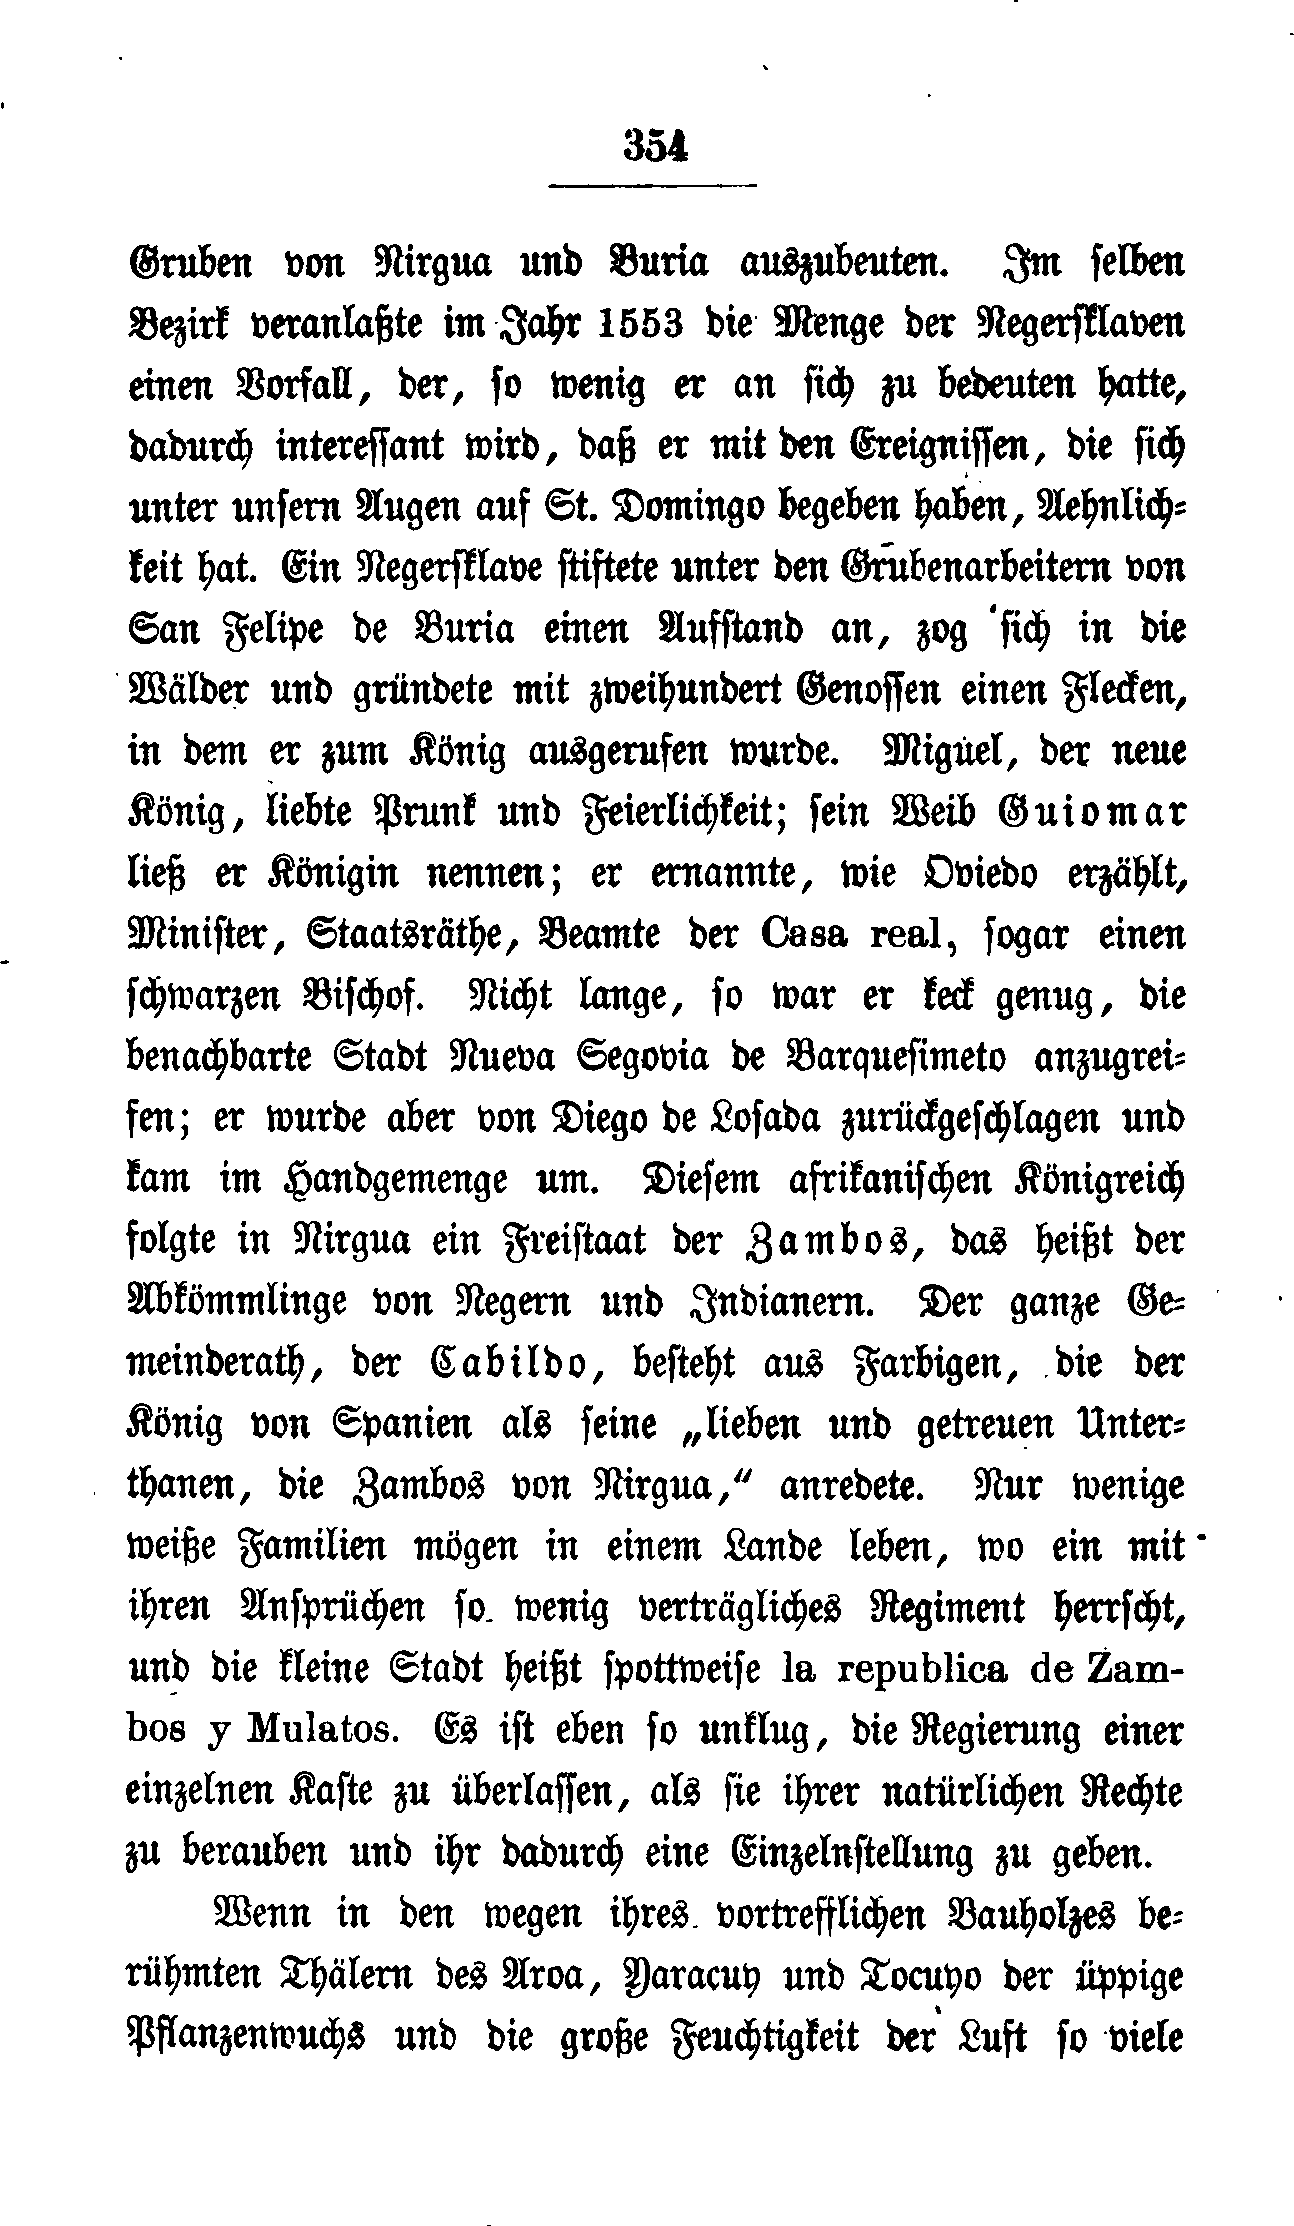 354
Gruben von Nirgua und Buria auszubeuten. Im selben
Bezirk veranlaßte im Jahr 1553 die Menge der Negersklaven
einen Vorfall, der, so wenig er an sich zu bedeuten hatte,
dadurch interessant wird, daß er mit den Ereignissen, die sich
unter unsern Augen auf St. Domingo begeben haben, Aehnlich-
keit hat. Ein Negersklave stiftete unter den Grubenarbeitern von
San Felipe de Buria einen Aufstand an, zog sich in die
Wälder und gründete mit zweihundert Genossen einen Flecken,
in dem er zum König ausgerufen wurde. Miguel, der neue
König, liebte Prunk und Feierlichkeit; sein Weib Guiomar
ließ er Königin nennen; er ernannte, wie Oviedo erzählt,
Minister, Staatsräthe, Beamte der Casa real, sogar einen
schwarzen Bischof. Nicht lange, so war er keck genug, die
benachbarte Stadt Nueva Segovia de Barquesimeto anzugrei-
fen; er wurde aber von Diego de Losada zurückgeschlagen und
kam im Handgemenge um. Diesem afrikanischen Königreich
folgte in Nirgua ein Freistaat der Zambos, das heißt der
Abkömmlinge von Negern und Indianern. Der ganze Ge-
meinderath, der Cabildo, besteht aus Farbigen, die der
König von Spanien als seine „lieben und getreuen Unter-
thanen, die Zambos von Nirgua,“ anredete. Nur wenige
weiße Familien mögen in einem Lande leben, wo ein mit
ihren Ansprüchen so wenig verträgliches Regiment herrscht,
und die kleine Stadt heißt spottweise la republica de Zam-
bos y Mulatos. Es ist eben so unklug, die Regierung einer
einzelnen Kaste zu überlassen, als sie ihrer natürlichen Rechte
zu berauben und ihr dadurch eine Einzelnstellung zu geben.
Wenn in den wegen ihres vortrefflichen Bauholzes be-
rühmten Thälern des Aroa, Yaracuy und Tocuyo der üppige
Pflanzenwuchs und die große Feuchtigkeit der Luft so viele